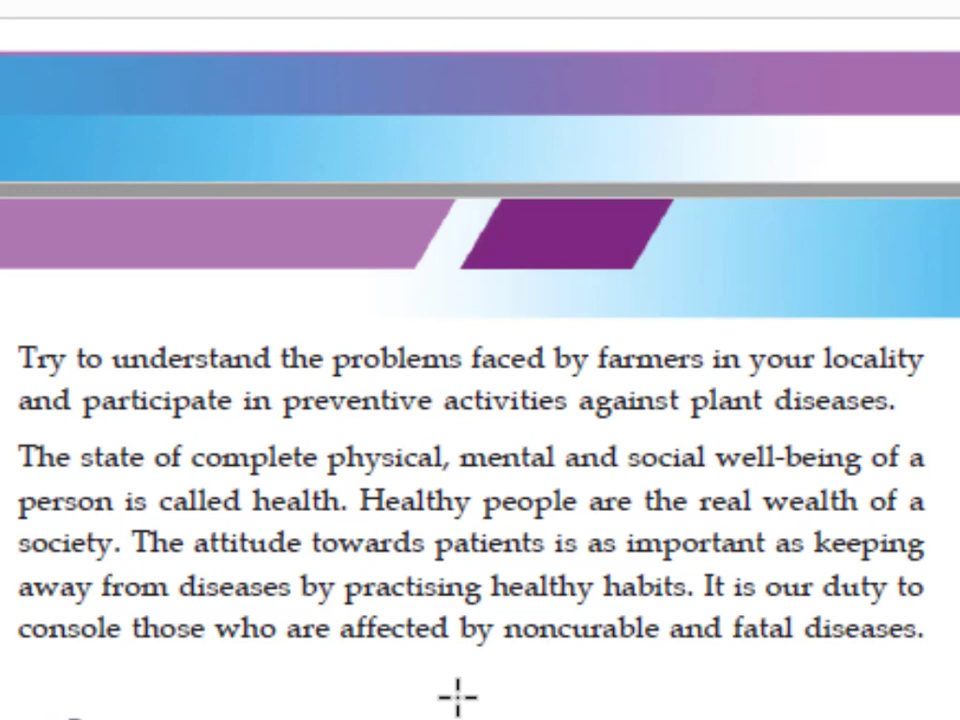 Try to understand the problems faced by farmers in your locality
and participate in preventive activities against plant diseases.
The state of complete physical, mental and social well-being of a
person is called health. Healthy people are the real wealth of a
society. The attitude towards patients is as important as keeping
away from diseases by practising healthy habits. It is our duty to
console those who are affected by noncurable and fatal diseases.